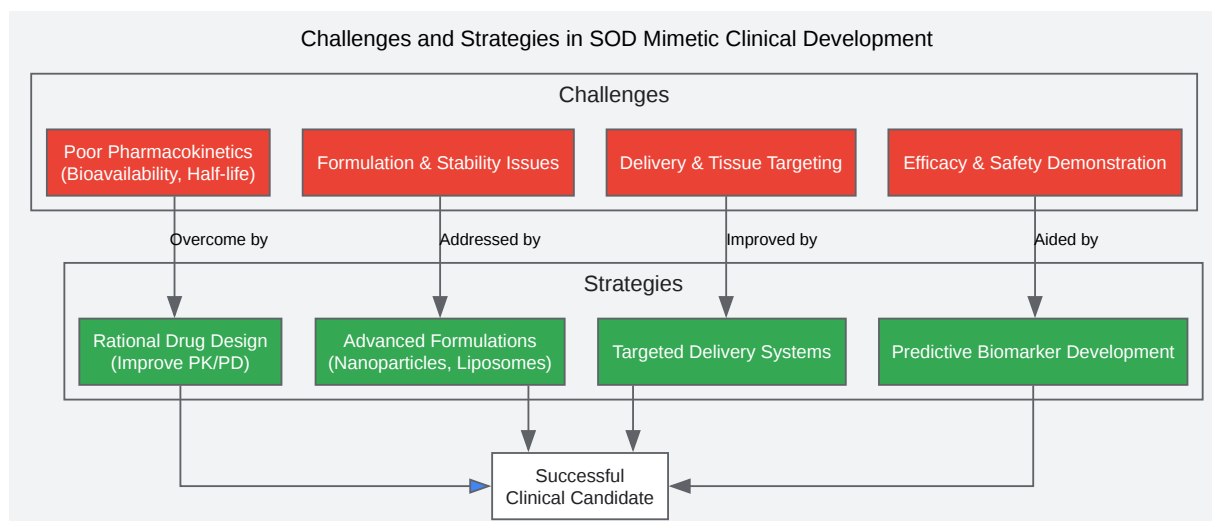 Challenges and Strategies in SOD Mimetic Clinical Development
Challenges
Poor Pharmacokinetics
(Bioavailability, Half-life)
Formulation & Stability Issues
Delivery & Tissue Targeting
Efficacy & Safety Demonstration
Overcome by
Addressed by
Improved by
Aided by
Strategies
Rational Drug Design
(Improve PK/PD)
Advanced Formulations
(Nanoparticles, Liposomes)
Targeted Delivery Systems
Predictive Biomarker Development
Successful
Clinical Candidate